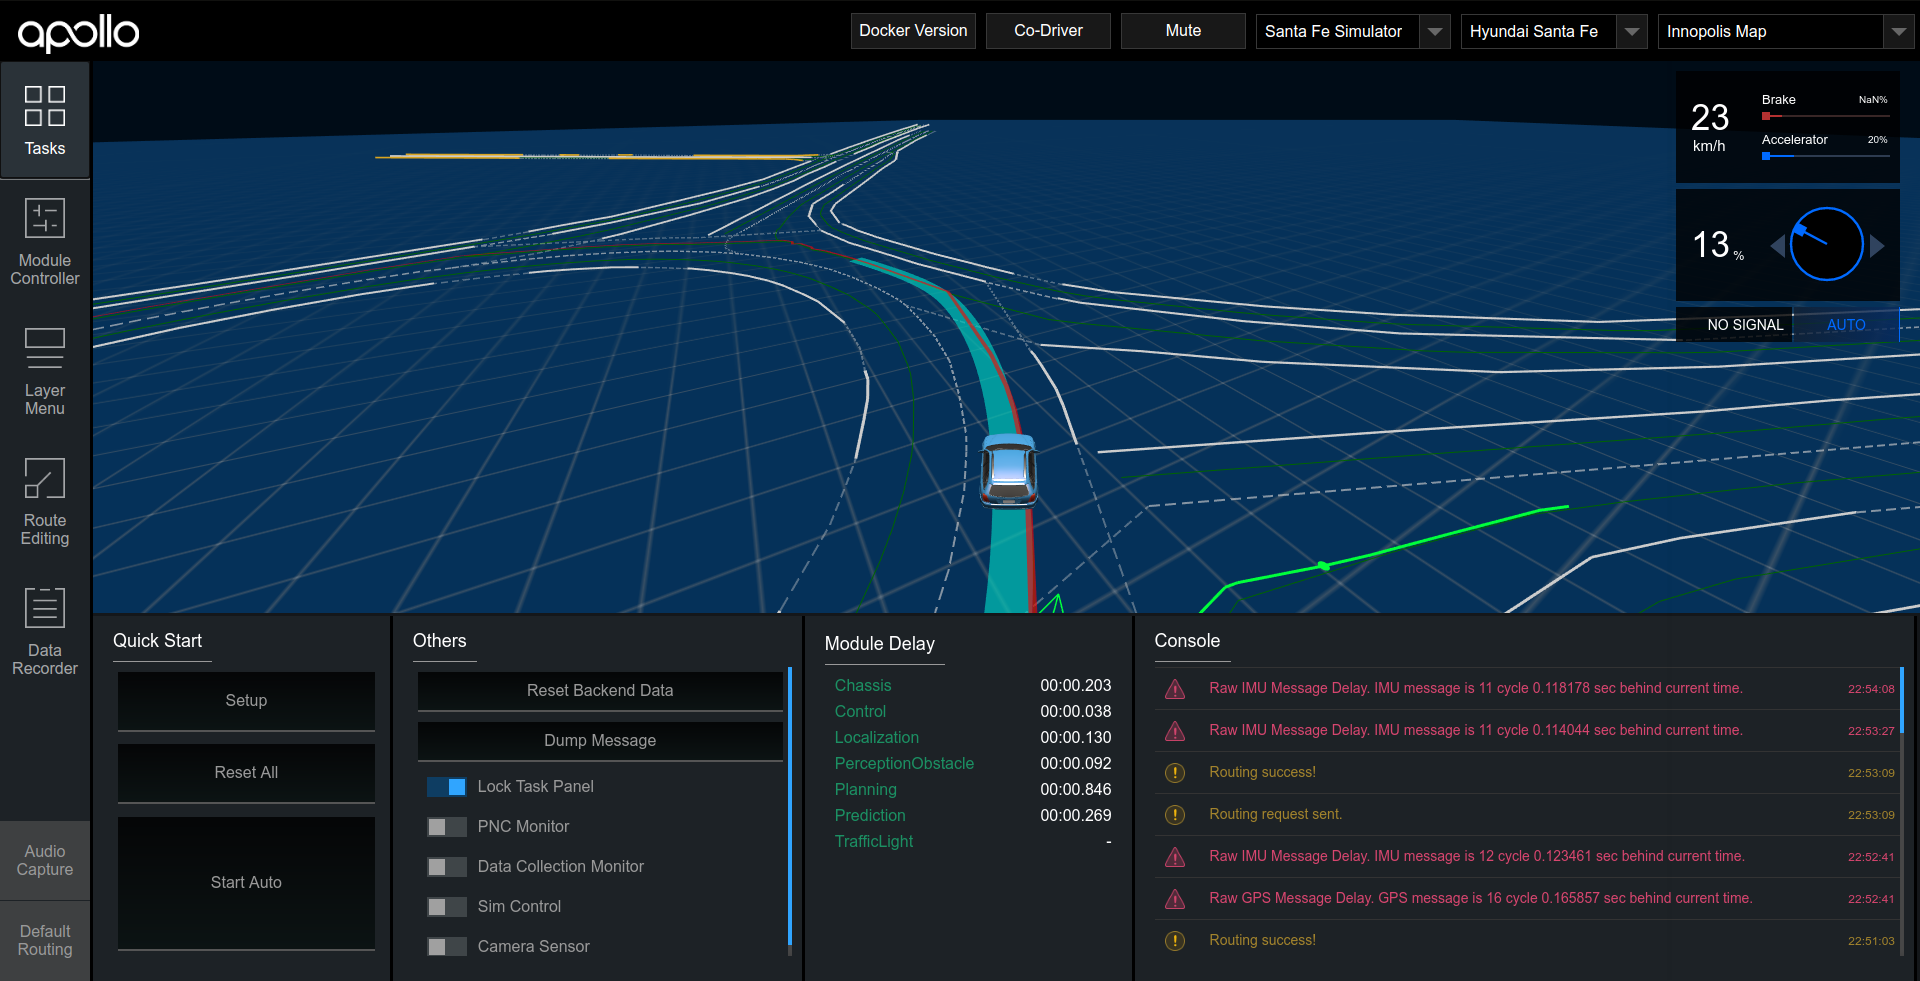 apollo
Docker Version
Co-Driver
Mute
Santa Fe Simulator
Hyundai Santa Fe
Innopolis Map
Tasks
Module
Controller
Layer
Menu
Route
Editing
Data
Recorder
Audio
Capture
Default
Routing
23
km/h
Brake NaN%
Accelerator 20%
13 %
NO SIGNAL
AUTO
Quick Start
Setup
Reset All
Start Auto
Others
Reset Backend Data
Dump Message
Lock Task Panel
PNC Monitor
Data Collection Monitor
Sim Control
Camera Sensor
Module Delay
Chassis 00:00.203
Control 00:00.038
Localization 00:00.130
PerceptionObstacle 00:00.092
Planning 00:00.846
Prediction 00:00.269
TrafficLight -
Console
Raw IMU Message Delay. IMU message is 11 cycle 0.118178 sec behind current time. 22:54:08
Raw IMU Message Delay. IMU message is 11 cycle 0.114044 sec behind current time. 22:53:27
Routing success! 22:53:09
Routing request sent. 22:53:09
Raw IMU Message Delay. IMU message is 12 cycle 0.123461 sec behind current time. 22:52:41
Raw GPS Message Delay. GPS message is 16 cycle 0.165857 sec behind current time. 22:52:41
Routing success! 22:51:03